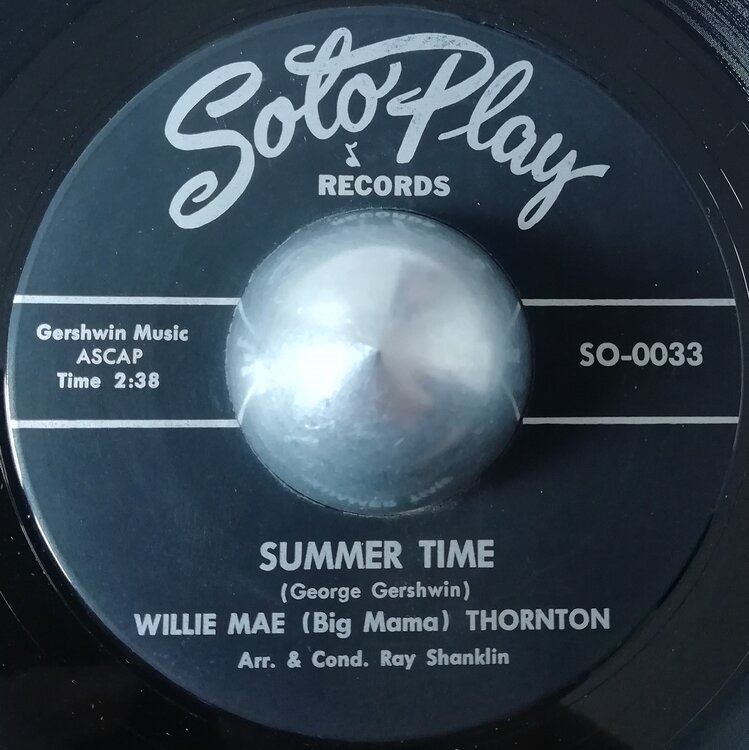 Soto-Play
RECORDS
Gershwin Music
ASCAP
Time 2:38
SO-0033
SUMMER TIME
(George Gershwin)
WILLIE MAE (Big Mama) THORNTON
Arr. & Cond. Ray Shanklin